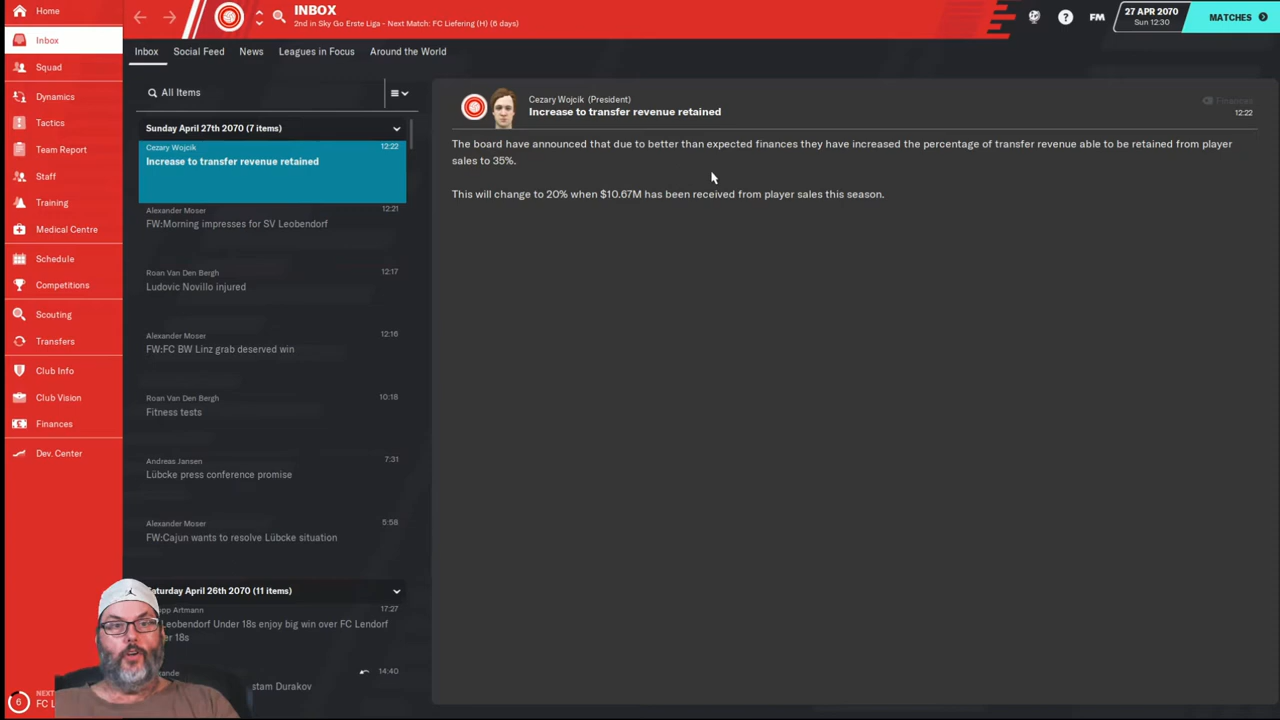 Home
Inbox
Squad
Dynamics
Tactics
Team Report
Staff
Training
Medical Centre
Schedule
Competitions
Scouting
Transfers
Club Info
Club Vision
Finances
Dev. Center
6
FC L
INBOX
2nd in Sky Go Erste Liga - Next Match: FC Liefering (H) (6 days)
?
FM
27 APR 2070
Sun 12:30
MATCHES
Inbox
Social Feed
News
Leagues in Focus
Around the World
All Items
Sunday April 27th 2070 (7 items)
Cezary Wojcik 12:22
Increase to transfer revenue retained
Alexander Moser 12:21
FW:Morning impresses for SV Leobendorf
Roan Van Den Bergh 12:17
Ludovic Novillo injured
Alexander Moser 12:16
FW:FC BW Linz grab deserved win
Roan Van Den Bergh 10:18
Fitness tests
Andreas Jansen 7:31
Lübcke press conference promise
Alexander Moser 5:58
FW:Cajun wants to resolve Lübcke situation
Saturday April 26th 2070 (11 items)
Artmann 17:27
Leobendorf Under 18s enjoy big win over FC Lendorf
18s
14:40
Durakov
Cezary Wojcik (President)
Increase to transfer revenue retained
Finances
12:22
The board have announced that due to better than expected finances they have increased the percentage of transfer revenue able to be retained from player
sales to 35%.
This will change to 20% when $10.67M has been received from player sales this season.